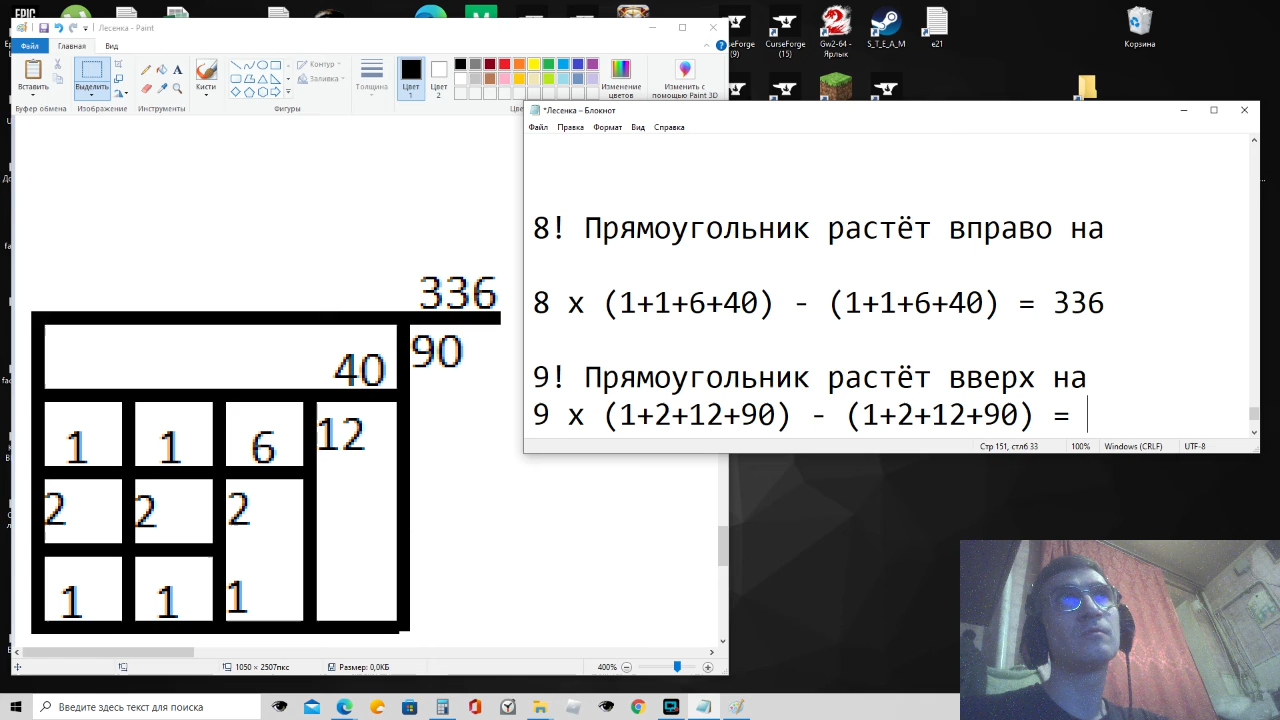 EPIC
Лесенка - Paint
Файл
Главная
Вид
Вставить
Выделить
Кисти
Контур
Заливка
Толщина
Цвет 1
Цвет 2
Изменение цветов
Изменить с помощью Paint 3D
Буфер обмена
Изображение
Инструменты
Фигуры
336
90
40
1 1 6 12
2 2 2
1 1 1
1050 × 2507пкс
Размер: 0,0КБ
400%
CurseForge (15)
Gw2-64 - Ярлык
S_T_E_A_M
e21
Корзина
*Лесенка – Блокнот
Файл Правка Формат Вид Справка
8! Прямоугольник растёт вправо на
8 x (1+1+6+40) - (1+1+6+40) = 336
9! Прямоугольник растёт вверх на
9 x (1+2+12+90) - (1+2+12+90) =
Стр 151, стлб 33
100%
Windows (CRLF)
UTF-8
Введите здесь текст для поиска